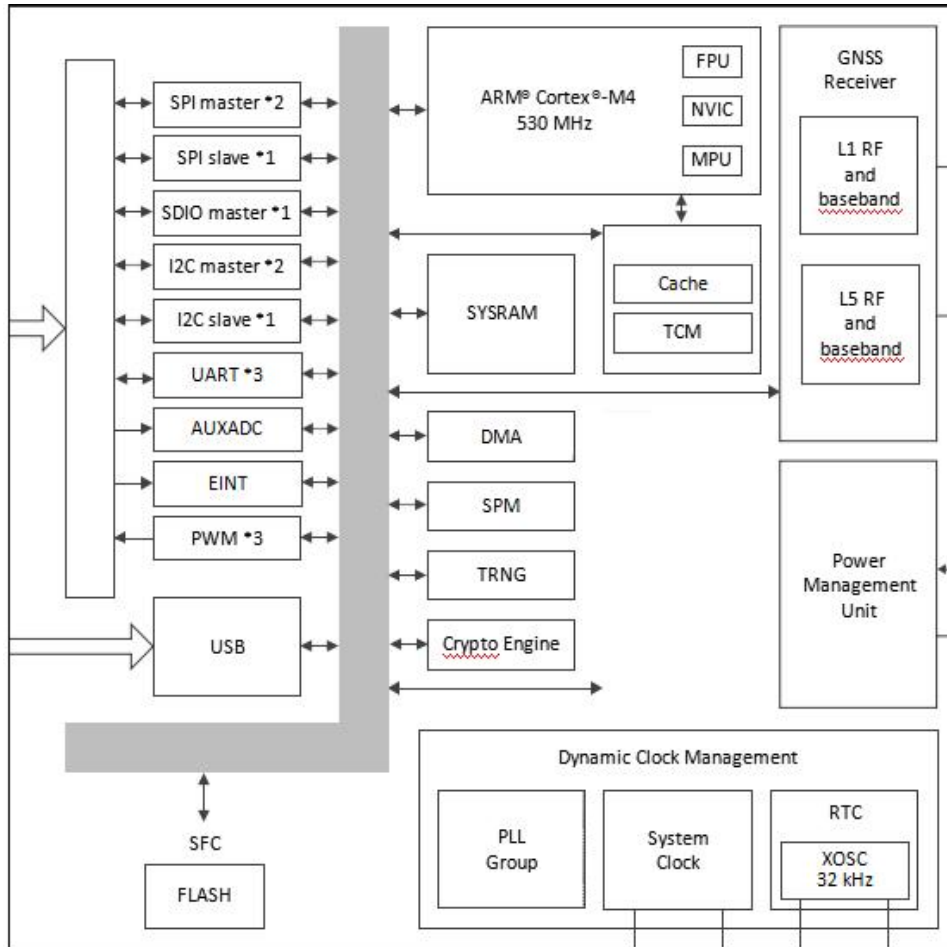 SPI master *2
SPI slave *1
SDIO master *1
I2C master *2
I2C slave *1
UART *3
AUXADC
EINT
PWM *3
USB
SFC
FLASH
ARM® Cortex®-M4
530 MHz
FPU
NVIC
MPU
SYSRAM
Cache
TCM
DMA
SPM
TRNG
Crypto Engine
GNSS
Receiver
L1 RF
and
baseband
L5 RF
and
baseband
Power
Management
Unit
Dynamic Clock Management
PLL
Group
System
Clock
RTC
XOSC
32 kHz